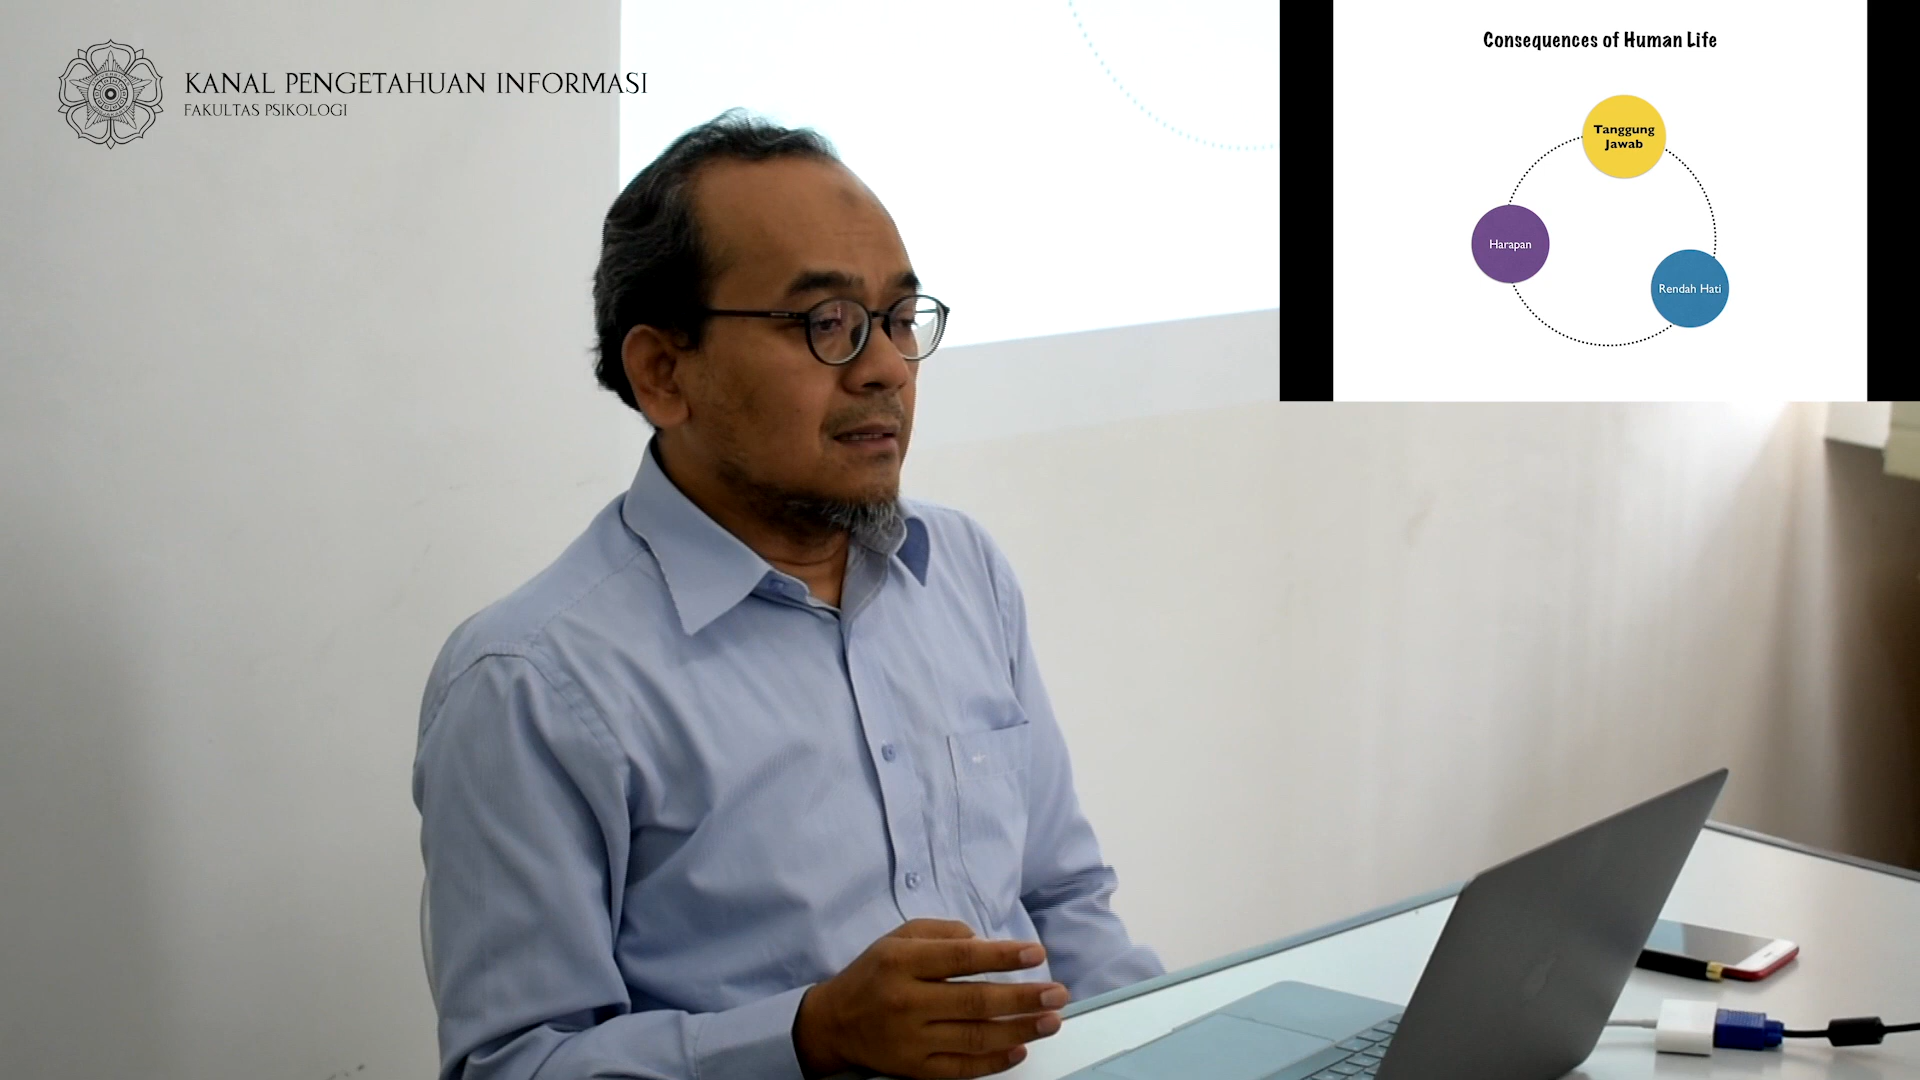 KANAL PENGETAHUAN INFORMASI
FAKULTAS PSIKOLOGI
Consequences of Human Life
Tanggung
Jawab
Harapan
Rendah Hati